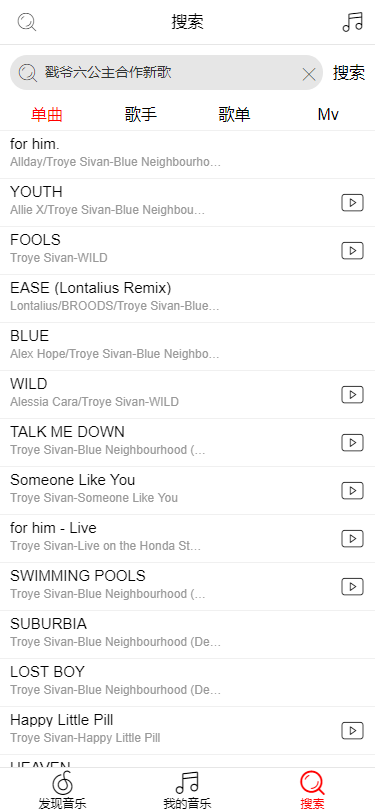 搜索
戳爷六公主合作新歌
搜索
单曲 歌手 歌单 Mv
for him.
Allday/Troye Sivan-Blue Neighbourho...
YOUTH
Allie X/Troye Sivan-Blue Neighbou...
FOOLS
Troye Sivan-WILD
EASE (Lontalius Remix)
Lontalius/BROODS/Troye Sivan-Blue...
BLUE
Alex Hope/Troye Sivan-Blue Neighbo...
WILD
Alessia Cara/Troye Sivan-WILD
TALK ME DOWN
Troye Sivan-Blue Neighbourhood (...
Someone Like You
Troye Sivan-Someone Like You
for him - Live
Troye Sivan-Live on the Honda St...
SWIMMING POOLS
Troye Sivan-Blue Neighbourhood (...
SUBURBIA
Troye Sivan-Blue Neighbourhood (De...
LOST BOY
Troye Sivan-Blue Neighbourhood (De...
Happy Little Pill
Troye Sivan-Happy Little Pill
HEAVEN
发现音乐 我的音乐 搜索